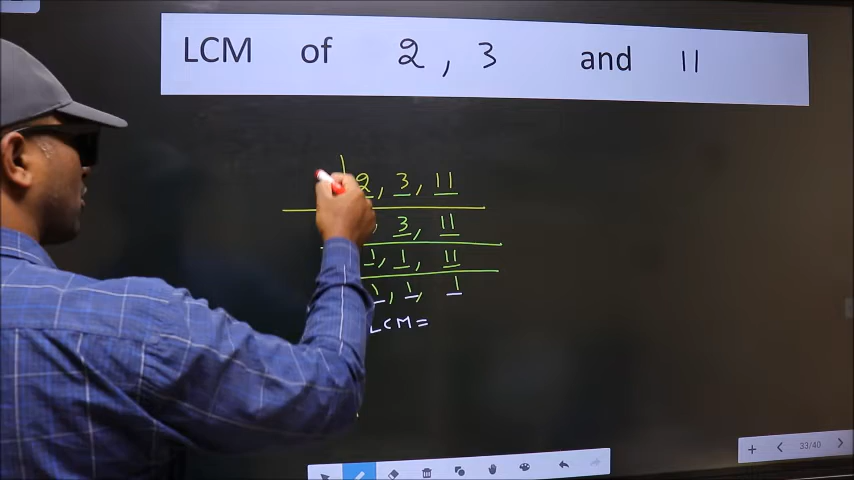 LCM of 2 , 3 and 11
2, 3, 11
, 3, 11
1, 1, 11
1, 1, 1
LCM =
33/40